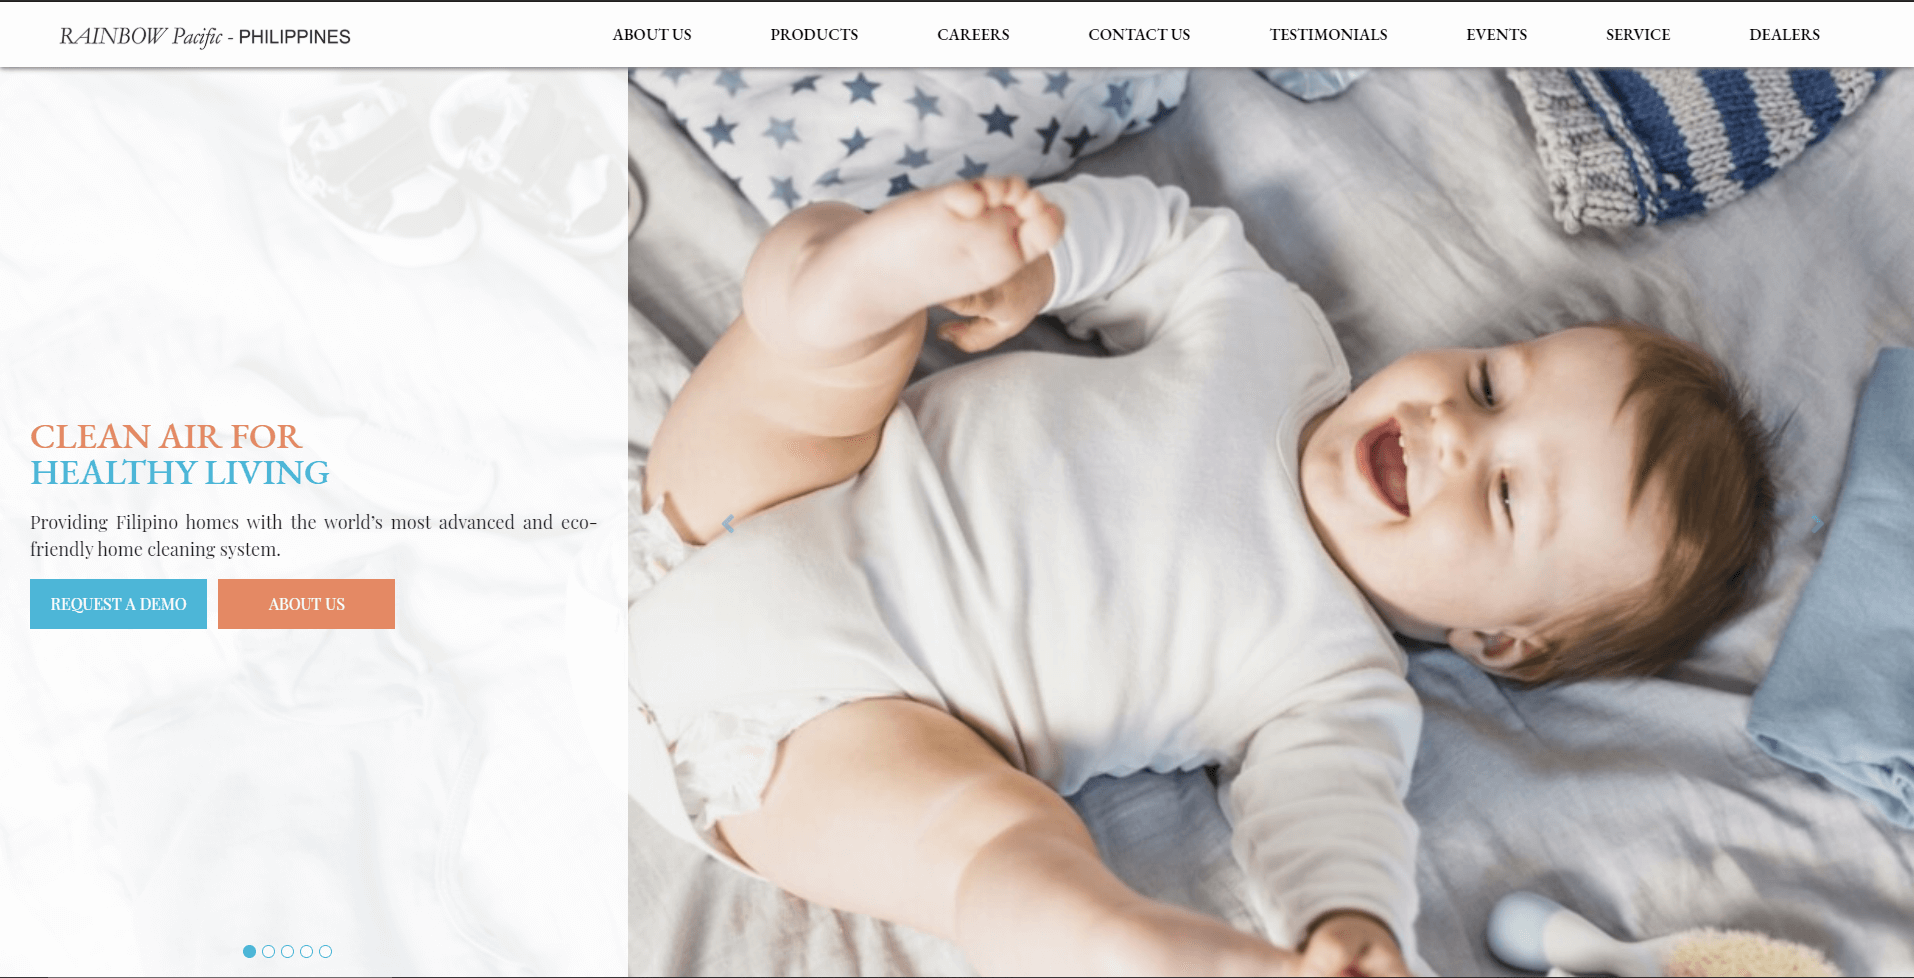 RAINBOW Pacific - PHILIPPINES
ABOUT US PRODUCTS CAREERS CONTACT US TESTIMONIALS EVENTS SERVICE DEALERS
CLEAN AIR FOR
HEALTHY LIVING
Providing Filipino homes with the world’s most advanced and eco-
friendly home cleaning system.
REQUEST A DEMO ABOUT US